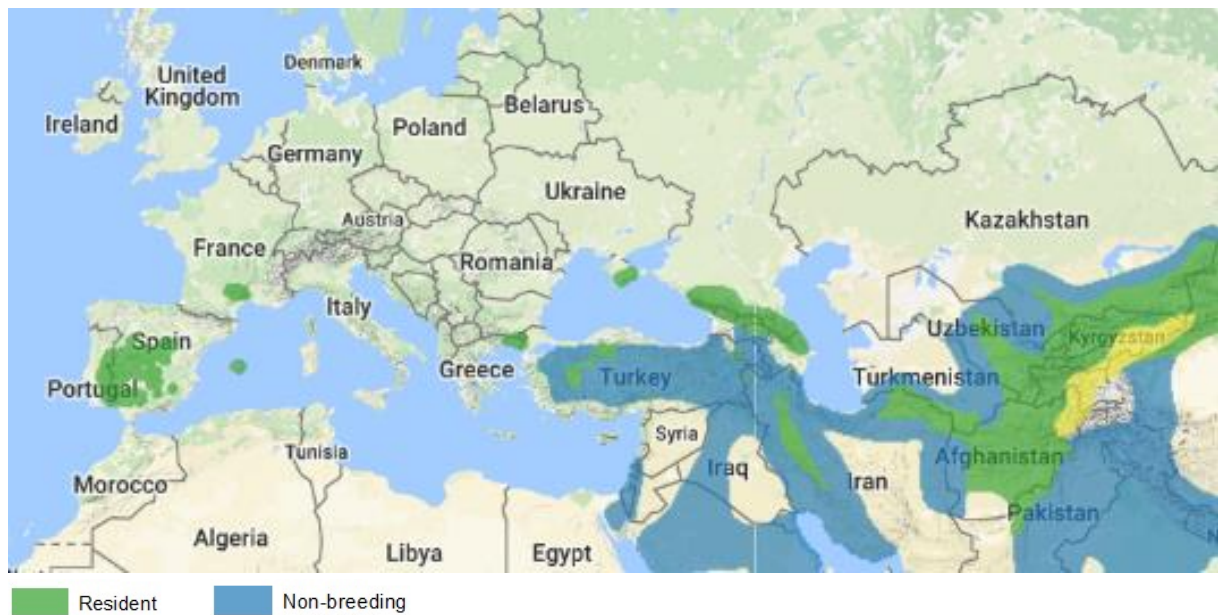 Denmark
United
Kingdom
Belarus
Ireland
Poland
Germany
Ukraine
Austria
Kazakhstan
France
Romania
Italy
Uzbekistan
Kyrgyzstan
Spain
Greece
Turkey
Turkmenistan
Portugal
Syria
Tunisia
Afghanistan
Iraq
Iran
Morocco
Pakistan
Algeria
Libya
Egypt
Resident
Non-breeding